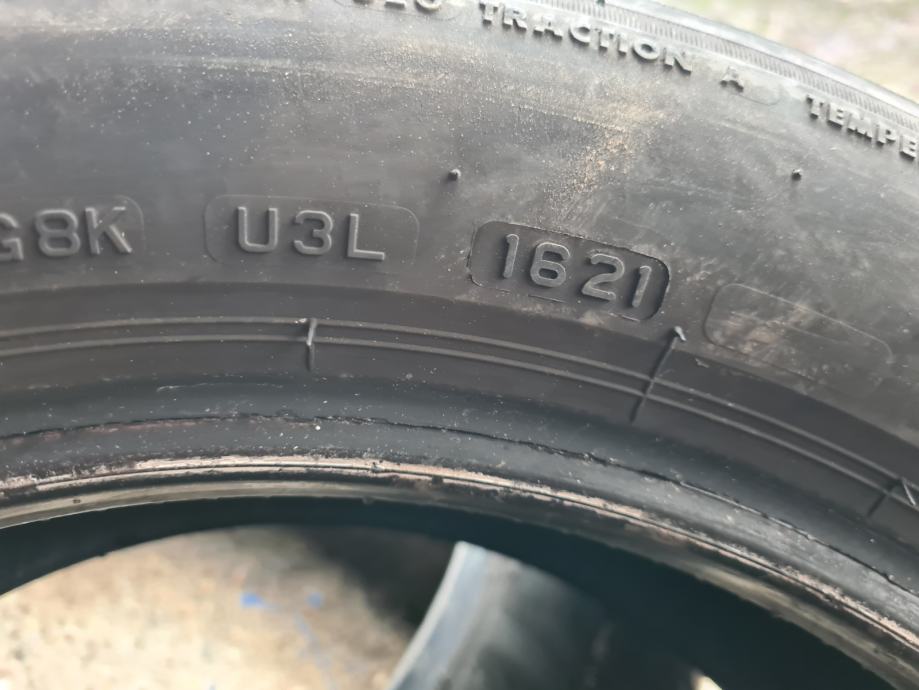 TRACTION A TEMPE
G8K U3L 1621